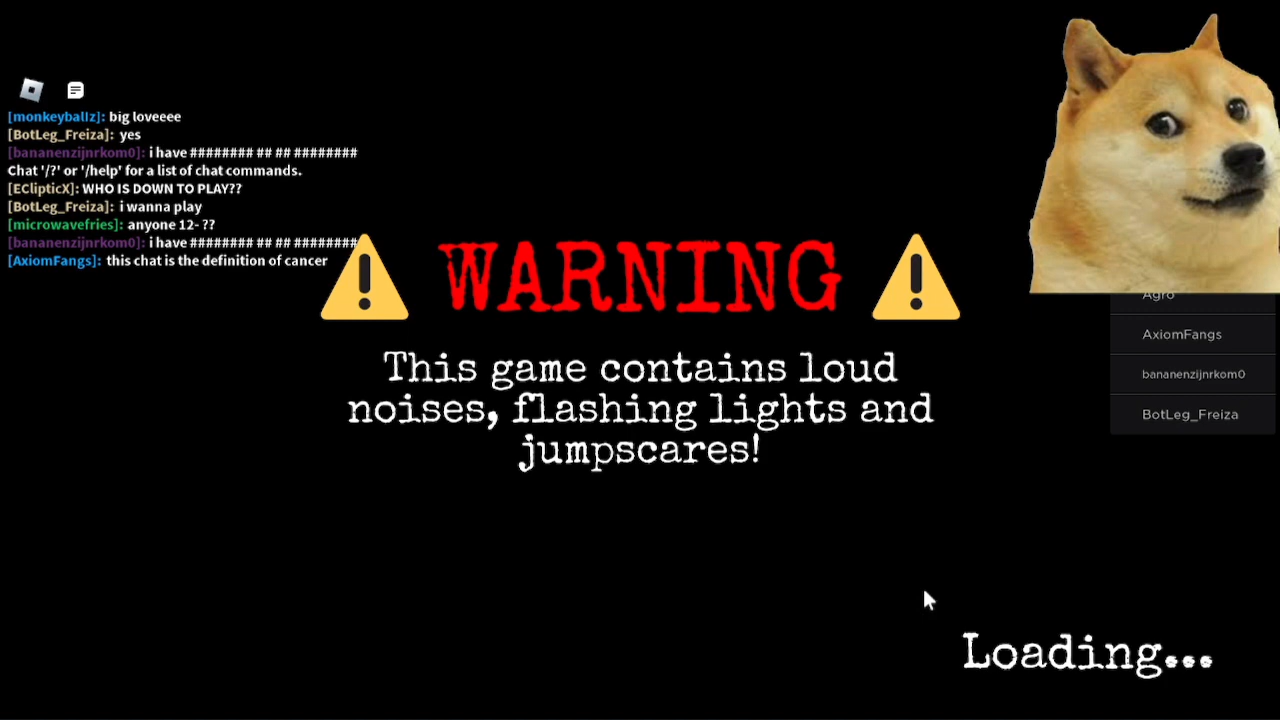 [monkeyballz]: big loveeee
[BotLeg_Freiza]: yes
[bananenzijnrkom0]: i have ######## ## ## ########
Chat '/?' or '/help' for a list of chat commands.
[EClipticX]: WHO IS DOWN TO PLAY??
[BotLeg_Freiza]: i wanna play
[microwavefries]: anyone 12- ??
[bananenzijnrkom0]: i have ######## ## ## ########
[AxiomFangs]: this chat is the definition of cancer
WARNING
This game contains loud
noises, flashing lights and
jumpscares!
Agro
AxiomFangs
bananenzijnrkom0
BotLeg_Freiza
Loading...